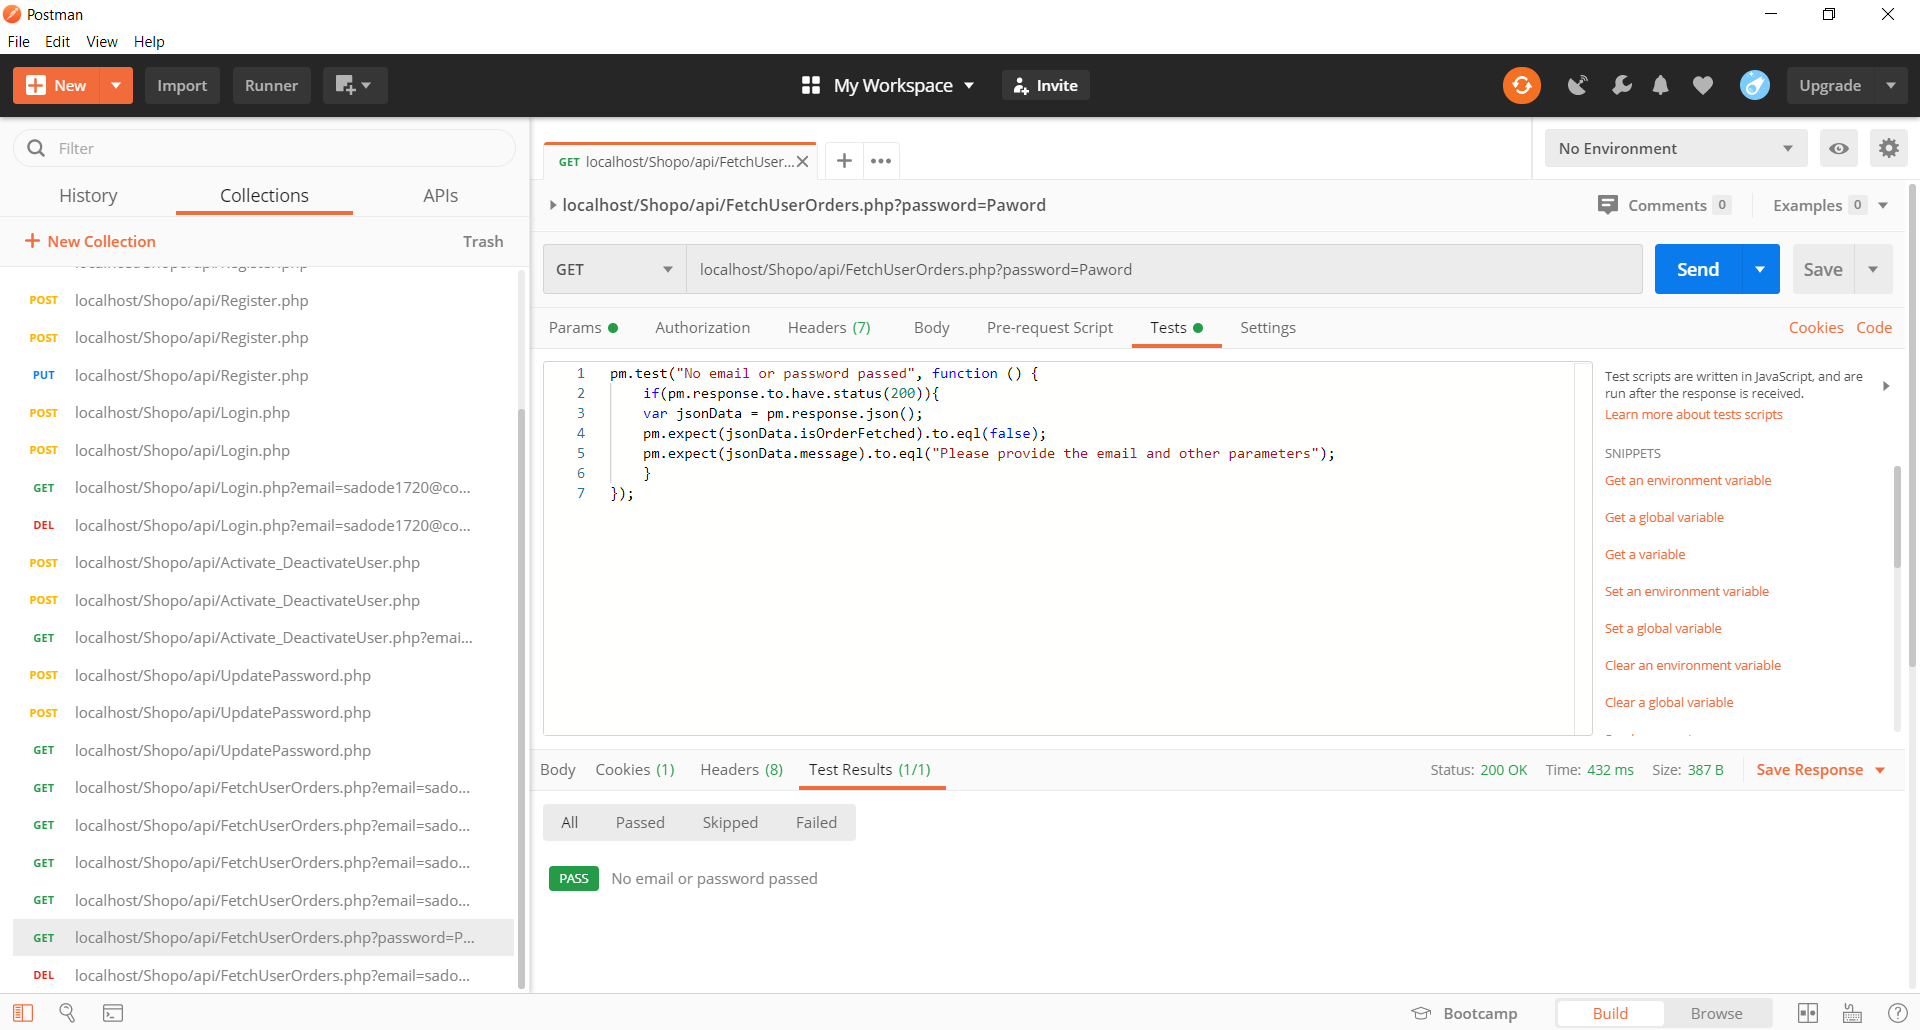 Postman
File Edit View Help
New Import Runner My Workspace Invite Upgrade
Filter
History Collections APIs
New Collection Trash
localhost/Shopo/api/Register.php
POST localhost/Shopo/api/Register.php
POST localhost/Shopo/api/Register.php
PUT localhost/Shopo/api/Register.php
POST localhost/Shopo/api/Login.php
POST localhost/Shopo/api/Login.php
GET localhost/Shopo/api/Login.php?email=sadode1720@co...
DEL localhost/Shopo/api/Login.php?email=sadode1720@co...
POST localhost/Shopo/api/Activate_DeactivateUser.php
POST localhost/Shopo/api/Activate_DeactivateUser.php
GET localhost/Shopo/api/Activate_DeactivateUser.php?emai...
POST localhost/Shopo/api/UpdatePassword.php
POST localhost/Shopo/api/UpdatePassword.php
GET localhost/Shopo/api/UpdatePassword.php
GET localhost/Shopo/api/FetchUserOrders.php?email=sado...
GET localhost/Shopo/api/FetchUserOrders.php?email=sado...
GET localhost/Shopo/api/FetchUserOrders.php?email=sado...
GET localhost/Shopo/api/FetchUserOrders.php?email=sado...
GET localhost/Shopo/api/FetchUserOrders.php?password=P...
DEL localhost/Shopo/api/FetchUserOrders.php?email=sado...
GET localhost/Shopo/api/FetchUser...
No Environment
localhost/Shopo/api/FetchUserOrders.php?password=Paword
Comments 0 Examples 0
GET localhost/Shopo/api/FetchUserOrders.php?password=Paword Send Save
Params Authorization Headers (7) Body Pre-request Script Tests Settings Cookies Code
1 pm.test("No email or password passed", function () {
2 if(pm.response.to.have.status(200)){
3 var jsonData = pm.response.json();
4 pm.expect(jsonData.isOrderFetched).to.eql(false);
5 pm.expect(jsonData.message).to.eql("Please provide the email and other parameters");
6 }
7 });
Test scripts are written in JavaScript, and are
run after the response is received.
Learn more about tests scripts
SNIPPETS
Get an environment variable
Get a global variable
Get a variable
Set an environment variable
Set a global variable
Clear an environment variable
Clear a global variable
Body Cookies (1) Headers (8) Test Results (1/1) Status: 200 OK Time: 432 ms Size: 387 B Save Response
All Passed Skipped Failed
PASS No email or password passed
Bootcamp Build Browse